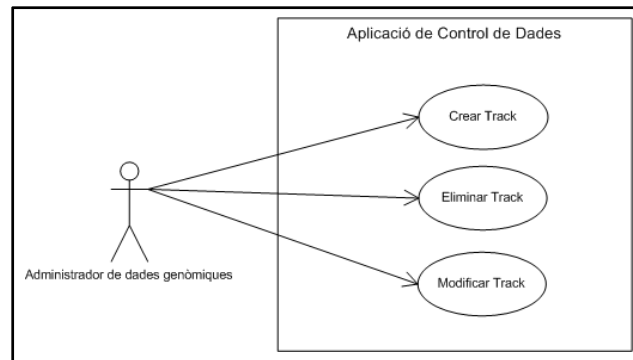 Aplicació de Control de Dades
Crear Track
Eliminar Track
Modificar Track
Administrador de dades genòmiques